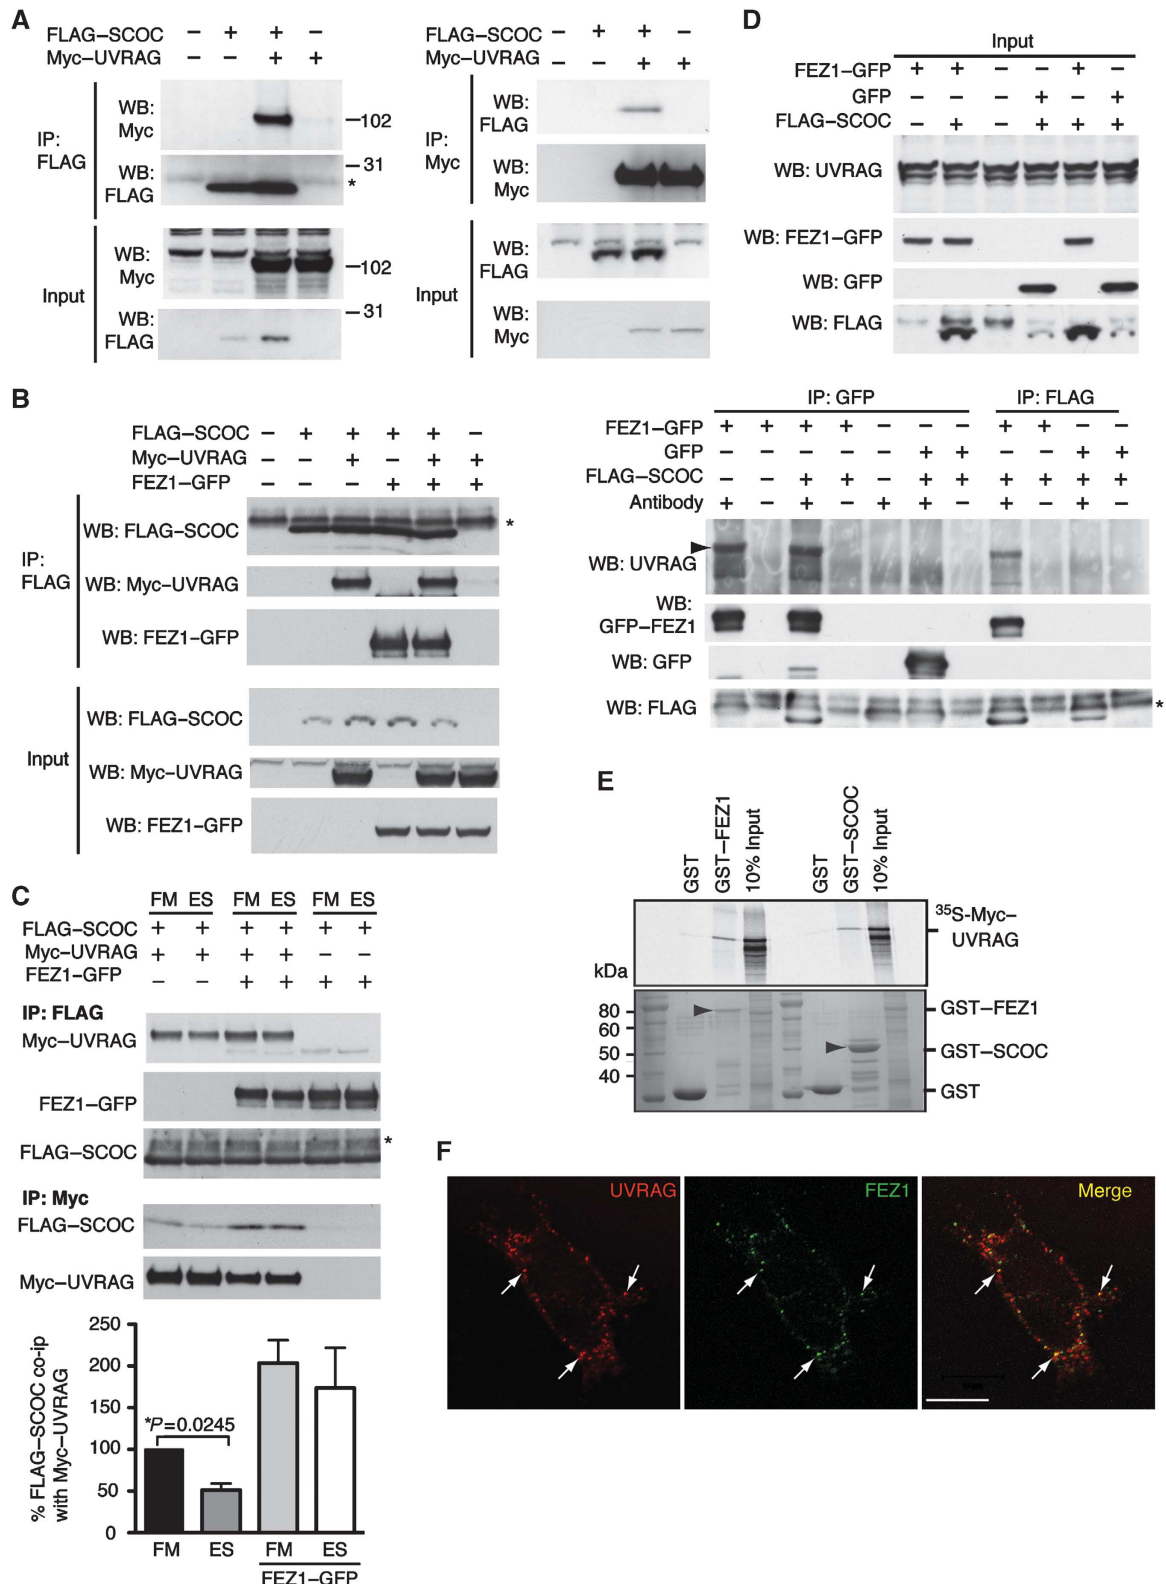 A
FLAG–SCOC – + + –
Myc–UVRAG – – + +
IP: FLAG
WB: Myc
–102
WB: FLAG
– 31
*
Input
WB: Myc
–102
WB: FLAG
– 31
FLAG–SCOC – + + –
Myc–UVRAG – – + +
IP: Myc
WB: FLAG
WB: Myc
Input
WB: FLAG
WB: Myc
B
FLAG–SCOC – + + + + –
Myc–UVRAG – – + – + +
FEZ1–GFP – – – + + +
IP: FLAG
WB: FLAG–SCOC
*
WB: Myc–UVRAG
WB: FEZ1–GFP
Input
WB: FLAG–SCOC
WB: Myc–UVRAG
WB: FEZ1–GFP
C
FM ES FM ES FM ES
FLAG–SCOC + + + + + +
Myc–UVRAG + + + + – –
FEZ1–GFP – – + + + +
IP: FLAG
Myc–UVRAG
FEZ1–GFP
FLAG–SCOC
*
IP: Myc
FLAG–SCOC
Myc–UVRAG
% FLAG–SCOC co-ip
with Myc–UVRAG
250
200
150
100
50
0
*P=0.0245
FM ES FM ES
FEZ1–GFP
D
Input
FEZ1–GFP + + – – + –
GFP – – – + – +
FLAG–SCOC – + – + + +
WB: UVRAG
WB: FEZ1–GFP
WB: GFP
WB: FLAG
IP: GFP
IP: FLAG
FEZ1–GFP + + + + – – – + + – –
GFP – – – – – + + – – + +
FLAG–SCOC – – + + – + + + + + +
Antibody + – + – + + – + – + –
WB: UVRAG
WB:
GFP–FEZ1
WB: GFP
WB: FLAG
*
E
GST
GST–FEZ1
10% Input
GST
GST–SCOC
10% Input
35S-Myc–
UVRAG
kDa
80
60
50
40
GST–FEZ1
GST–SCOC
GST
F
UVRAG
FEZ1
Merge